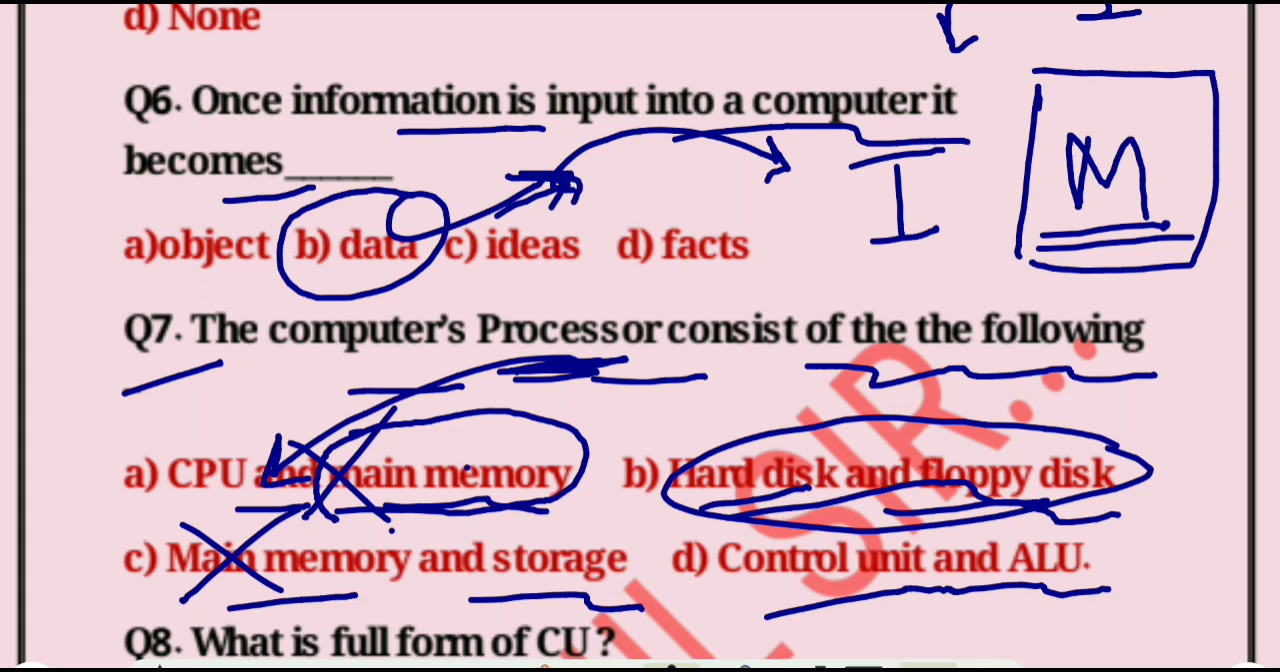 d) None
I
Q6. Once information is input into a computer it
becomes______
I
M
a)object b) data c) ideas d) facts
Q7. The computer's Processor consist of the the following
a) CPU and main memory b) Hard disk and floppy disk
c) Main memory and storage d) Control unit and ALU.
SIR...
Q8. What is full form of CU ?